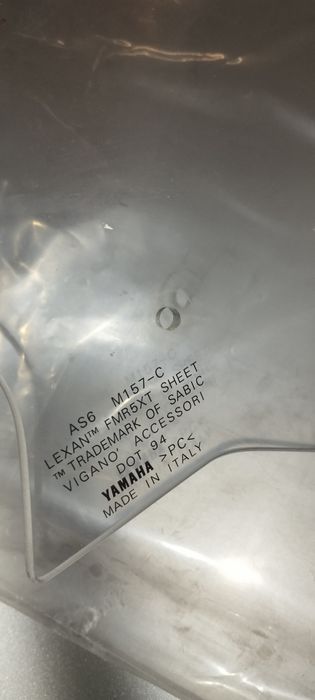 AS6 M157-C
LEXAN™ FMR5XT SHEET
™ TRADEMARK OF SABIC
VIGANO' ACCESSORI
DOT 94
YAMAHA >PC<
MADE IN ITALY